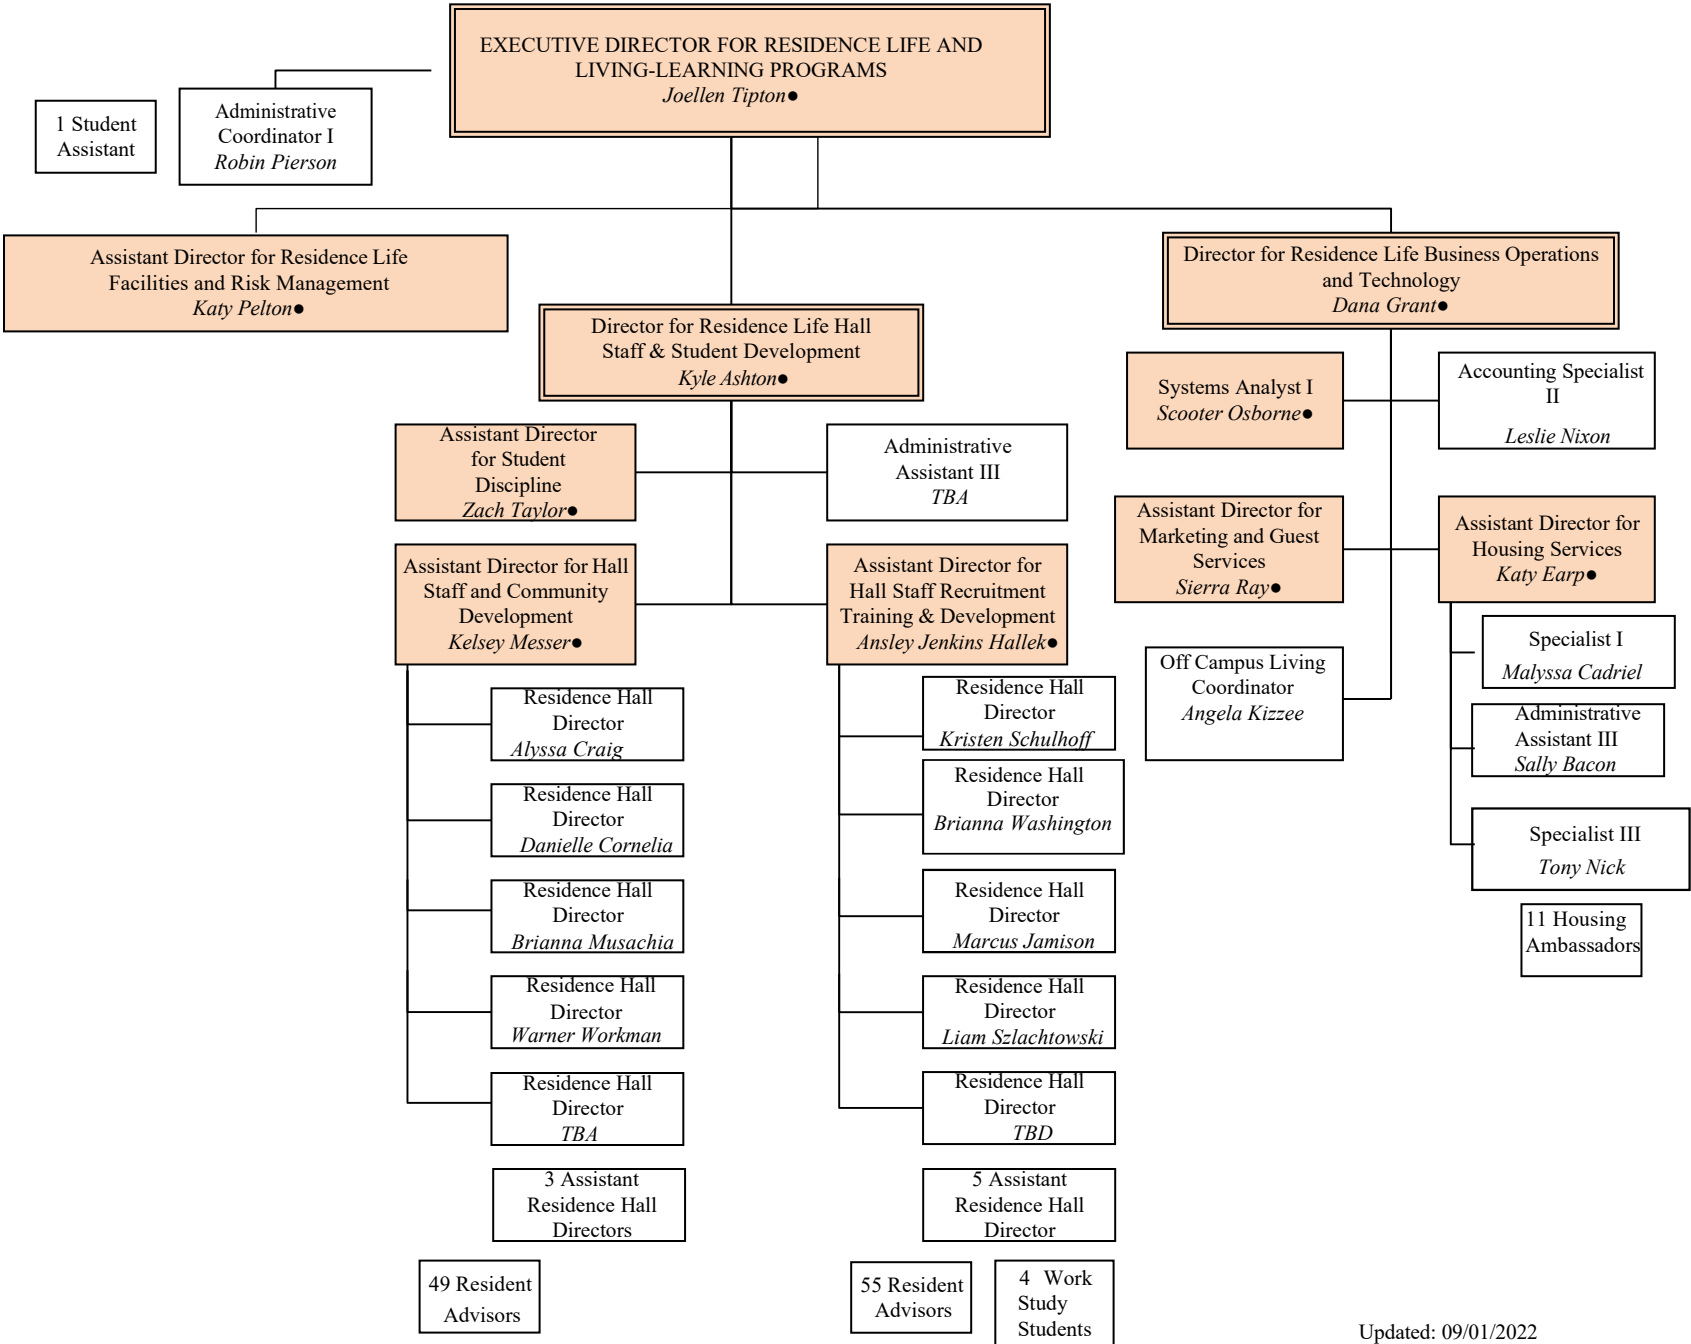 EXECUTIVE DIRECTOR FOR RESIDENCE LIFE AND
LIVING-LEARNING PROGRAMS
Joellen Tipton●
1 Student
Assistant
Administrative
Coordinator I
Robin Pierson
Assistant Director for Residence Life
Facilities and Risk Management
Katy Pelton●
Director for Residence Life Hall
Staff & Student Development
Kyle Ashton●
Director for Residence Life Business Operations
and Technology
Dana Grant●
Assistant Director
for Student
Discipline
Zach Taylor●
Administrative
Assistant III
TBA
Systems Analyst I
Scooter Osborne●
Accounting Specialist
II
Leslie Nixon
Assistant Director for Hall
Staff and Community
Development
Kelsey Messer●
Assistant Director for
Hall Staff Recruitment
Training & Development
Ansley Jenkins Hallek●
Assistant Director for
Marketing and Guest
Services
Sierra Ray●
Assistant Director for
Housing Services
Katy Earp●
Residence Hall
Director
Alyssa Craig
Residence Hall
Director
Danielle Cornelia
Residence Hall
Director
Brianna Musachia
Residence Hall
Director
Warner Workman
Residence Hall
Director
TBA
3 Assistant
Residence Hall
Directors
49 Resident
Advisors
Residence Hall
Director
Kristen Schulhoff
Residence Hall
Director
Brianna Washington
Residence Hall
Director
Marcus Jamison
Residence Hall
Director
Liam Szlachtowski
Residence Hall
Director
TBD
5 Assistant
Residence Hall
Director
55 Resident
Advisors
4 Work
Study
Students
Off Campus Living
Coordinator
Angela Kizzee
Specialist I
Malyssa Cadriel
Administrative
Assistant III
Sally Bacon
Specialist III
Tony Nick
11 Housing
Ambassadors
Updated: 09/01/2022